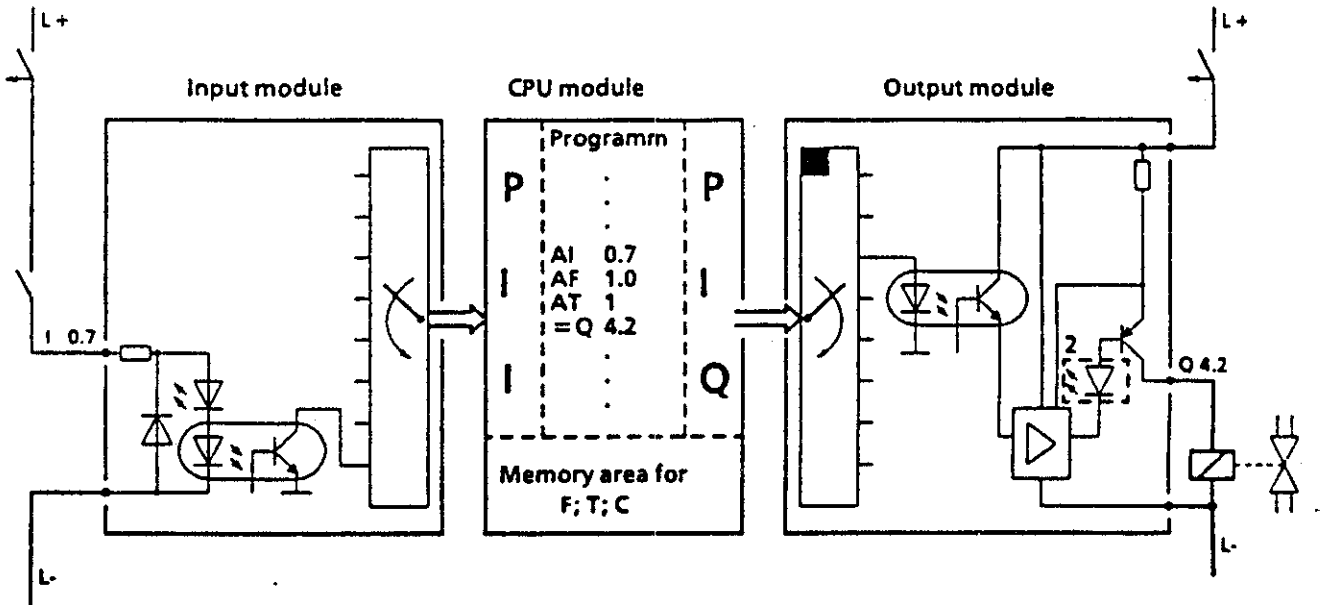 L +
L +
Input module
CPU module
Output module
Programm
P
I
I
.
.
.
AI 0.7
AF 1.0
AT 1
=Q 4.2
.
.
.
P
I
Q
Memory area for
F; T; C
I 0.7
2
Q 4.2
L-
L-